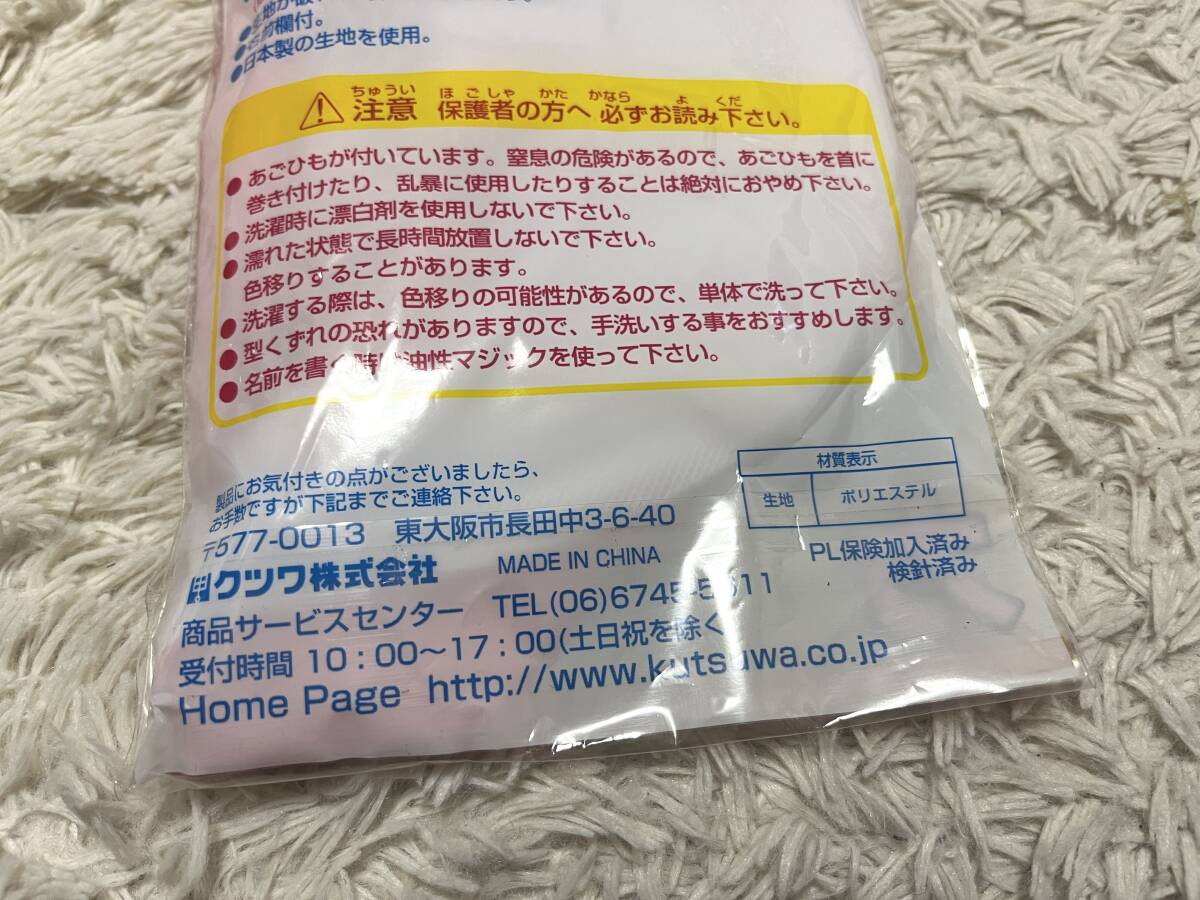 ●名前欄付。
●日本製の生地を使用。
ちゅうい ほごしゃ かた かなら よ くだ
注意 保護者の方へ 必ずお読み下さい。
● あごひもが付いています。窒息の危険があるので、あごひもを首に
巻き付けたり、乱暴に使用したりすることは絶対におやめ下さい。
● 洗濯時に漂白剤を使用しないで下さい。
● 濡れた状態で長時間放置しないで下さい。
色移りすることがあります。
● 洗濯する際は、色移りの可能性があるので、単体で洗って下さい。
● 型くずれの恐れがありますので、手洗いする事をおすすめします。
● 名前を書く時は油性マジックを使って下さい。
製品にお気付きの点がございましたら、
お手数ですが下記までご連絡下さい。
〒577-0013 東大阪市長田中3-6-40
クツワ株式会社 MADE IN CHINA
商品サービスセンター TEL(06)6745-5611
受付時間 10:00〜17:00(土日祝を除く
Home Page http://www.kutsuwa.co.jp
材質表示
生地 ポリエステル
PL保険加入済み
検針済み